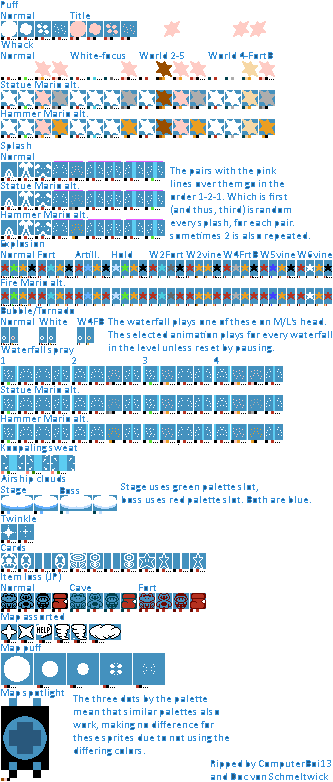 Puff
Normal Title
Whack
Normal White-focus World 2-5 World 4-Fort8
Statue Mario alt.
Hammer Mario alt.
Splash
Normal
Statue Mario alt.
Hammer Mario alt.
The pairs with the pink
lines over them go in the
order 1-2-1. Which is first
(and thus, third) is random
every splash, for each pair.
sometimes 2 is also repeated.
Explosion
Normal Fort Artill. Hold W2Fort W2vine W4Frt8 W5vine W6vine
Fire Mario alt.
Bubble/Tornado
Normal White W4F8
The waterfall plays one of these on M/L's head.
The selected animation plays for every waterfall
in the level unless reset by pausing.
Waterfall spray
1 2 3 4
Statue Mario alt.
Hammer Mario alt.
Koopaling sweat
Airship clouds
Stage Boss
Stage uses green palette slot,
boss uses red palette slot. Both are blue.
Twinkle
Cards
Item loss (JP)
Normal Cave Fort
Map assorted
HELP
Map puff
Map spotlight
The three dots by the palette
mean that similar palettes also
work, making no difference for
these sprites due to not using the
differing colors.
Ripped by ComputerBoi13
and Doc von Schmeltwick